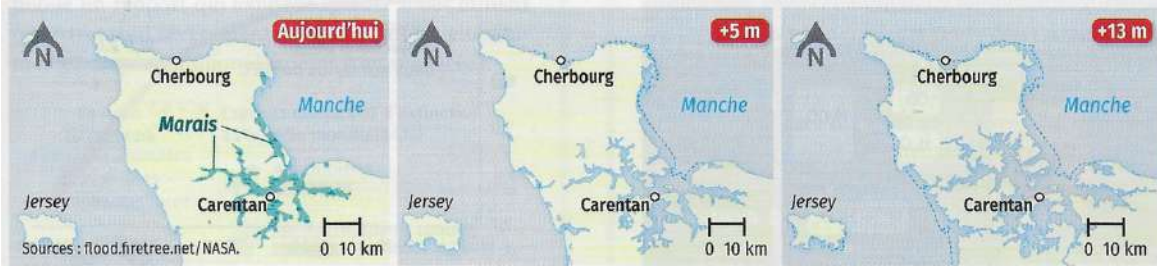 Aujourd'hui
N
Cherbourg
Manche
Marais
Jersey
Carentan
Sources : flood.firetree.net/NASA.
0 10 km
+5 m
N
Cherbourg
Manche
Carentan
0 10 km
+13 m
N
Cherbourg
Manche
Jersey
Carentan
0 10 km